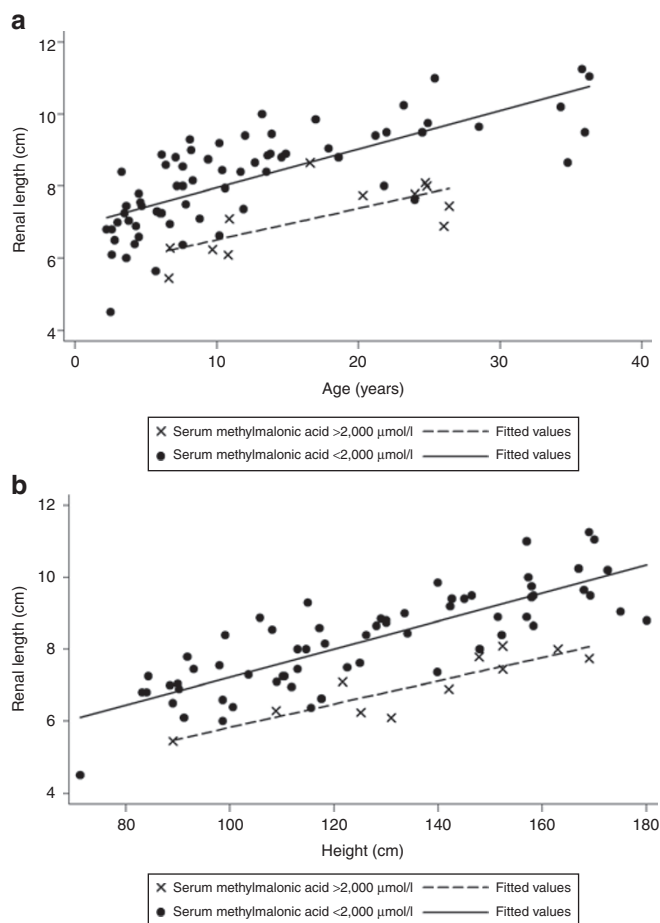 a
12
10
8
6
4
Renal length (cm)
0 10 20 30 40
Age (years)
Serum methylmalonic acid >2,000 μmol/l Fitted values
Serum methylmalonic acid <2,000 μmol/l Fitted values
b
12
10
8
6
4
Renal length (cm)
80 100 120 140 160 180
Height (cm)
Serum methylmalonic acid >2,000 μmol/l Fitted values
Serum methylmalonic acid <2,000 μmol/l Fitted values